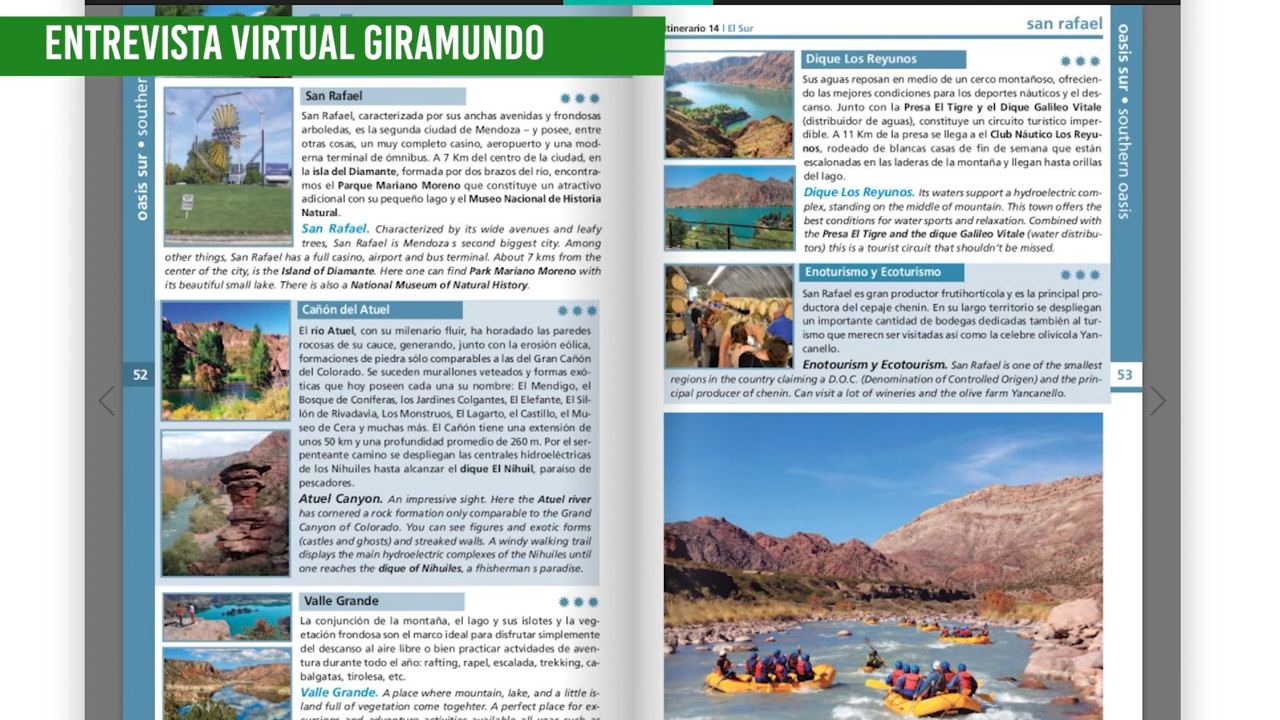 ENTREVISTA VIRTUAL GIRAMUNDO
oasis sur • souther
San Rafael
San Rafael, caracterizada por sus anchas avenidas y frondosas
arboledas, es la segunda ciudad de Mendoza – y posee, entre
otras cosas, un muy completo casino, aeropuerto y una mod-
erna terminal de ómnibus. A 7 Km del centro de la ciudad, en
la isla del Diamante, formada por dos brazos del río, encontra-
mos el Parque Mariano Moreno que constituye un atractivo
adicional con su pequeño lago y el Museo Nacional de Historia
Natural.
San Rafael. Characterized by its wide avenues and leafy
trees, San Rafael is Mendoza s second biggest city. Among
other things, San Rafael has a full casino, airport and bus terminal. About 7 kms from the
center of the city, is the Island of Diamante. Here one can find Park Mariano Moreno with
its beautiful small lake. There is also a National Museum of Natural History.
Cañón del Atuel
El río Atuel, con su milenario fluir, ha horadado las paredes
rocosas de su cauce, generando, junto con la erosión eólica,
formaciones de piedra sólo comparables a las del Gran Cañón
del Colorado. Se suceden murallones veteados y formas exó-
ticas que hoy poseen cada una su nombre: El Mendigo, el
Bosque de Coníferas, los Jardines Colgantes, El Elefante, El Sil-
lón de Rivadavia, Los Monstruos, El Lagarto, el Castillo, el Mu-
seo de Cera y muchas más. El Cañón tiene una extensión de
unos 50 km y una profundidad promedio de 260 m. Por el ser-
penteante camino se despliegan las centrales hidroeléctricas
de los Nihuiles hasta alcanzar el dique El Nihuil, paraíso de
pescadores.
Atuel Canyon. An impressive sight. Here the Atuel river
has cornered a rock formation only comparable to the Grand
Canyon of Colorado. You can see figures and exotic forms
(castles and ghosts) and streaked walls. A windy walking trail
displays the main hydroelectric complexes of the Nihuiles until
one reaches the dique of Nihuiles, a fhisherman s paradise.
52
Valle Grande
La conjunción de la montaña, el lago y sus islotes y la veg-
etación frondosa son el marco ideal para disfrutar simplemente
del descanso al aire libre o bien practicar actvidades de aven-
tura durante todo el año: rafting, rapel, escalada, trekking, ca-
balgatas, tirolesa, etc.
Valle Grande. A place where mountain, lake, and a little is-
land full of vegetation come togehter. A perfect place for ex-
cursions and adventure activities available all year such as
tinerario 14 | El Sur
san rafael
oasis sur • southern oasis
Dique Los Reyunos
Sus aguas reposan en medio de un cerco montañoso, ofrecien-
do las mejores condiciones para los deportes náuticos y el des-
canso. Junto con la Presa El Tigre y el Dique Galileo Vitale
(distribuidor de aguas), constituye un circuito turístico imper-
dible. A 11 Km de la presa se llega a el Club Náutico Los Reyu-
nos, rodeado de blancas casas de fin de semana que están
escalonadas en las laderas de la montaña y llegan hasta orillas
del lago.
Dique Los Reyunos. Its waters support a hydroelectric com-
plex, standing on the middle of mountain. This town offers the
best conditions for water sports and relaxation. Combined with
the Presa El Tigre and the dique Galileo Vitale (water distribu-
tors) this is a tourist circuit that shouldn't be missed.
Enoturismo y Ecoturismo
San Rafael es gran productor frutihortícola y es la principal pro-
ductora del cepaje chenin. En su largo territorio se despliegan
un importante cantidad de bodegas dedicadas también al tur-
ismo que merecen ser visitadas así como la celebre olivícola Yan-
canello.
Enotourism y Ecotourism. San Rafael is one of the smallest
regions in the country claiming a D.O.C. (Denomination of Controlled Origen) and the prin-
cipal producer of chenin. Can visit a lot of wineries and the olive farm Yancanello.
53